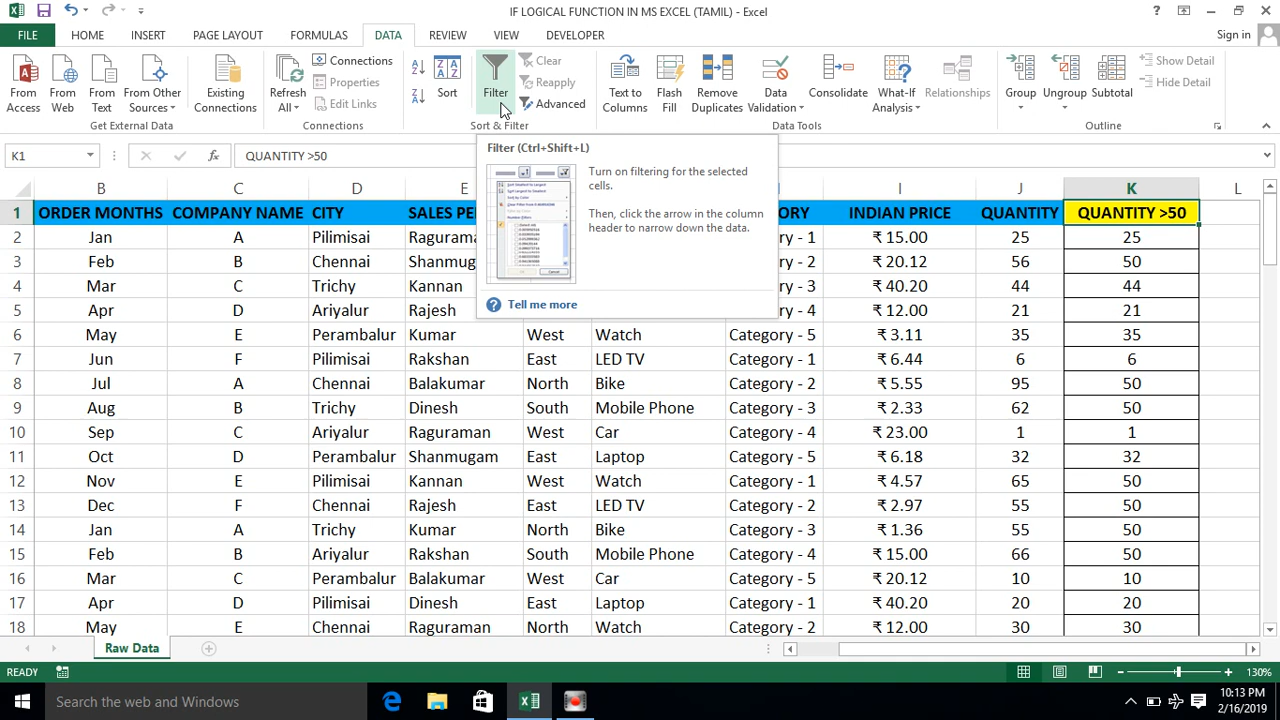 IF LOGICAL FUNCTION IN MS EXCEL (TAMIL) - Excel
FILE HOME INSERT PAGE LAYOUT FORMULAS DATA REVIEW VIEW DEVELOPER Sign in
From Access
From Web
From Text
From Other Sources
Get External Data
Existing Connections
Refresh All
Connections
Properties
Edit Links
Connections
Sort
Filter
Clear
Reapply
Advanced
Sort & Filter
Text to Columns
Flash Fill
Remove Duplicates
Data Validation
Consolidate
What-If Analysis
Relationships
Data Tools
Group
Ungroup
Subtotal
Show Detail
Hide Detail
Outline
K1 fx QUANTITY >50
Filter (Ctrl+Shift+L)
Turn on filtering for the selected
cells.
Then, click the arrow in the column
header to narrow down the data.
? Tell me more
B C D E I J K L
1 ORDER MONTHS COMPANY NAME CITY SALES PE ORY INDIAN PRICE QUANTITY QUANTITY >50
2 Jan A Pilimisai Ragurama Category - 1 ₹ 15.00 25 25
3 Feb B Chennai Shanmugam Category - 2 ₹ 20.12 56 50
4 Mar C Trichy Kannan Category - 3 ₹ 40.20 44 44
5 Apr D Ariyalur Rajesh Category - 4 ₹ 12.00 21 21
6 May E Perambalur Kumar West Watch Category - 5 ₹ 3.11 35 35
7 Jun F Pilimisai Rakshan East LED TV Category - 1 ₹ 6.44 6 6
8 Jul A Chennai Balakumar North Bike Category - 2 ₹ 5.55 95 50
9 Aug B Trichy Dinesh South Mobile Phone Category - 3 ₹ 2.33 62 50
10 Sep C Ariyalur Raguraman West Car Category - 4 ₹ 23.00 1 1
11 Oct D Perambalur Shanmugam East Laptop Category - 5 ₹ 6.18 32 32
12 Nov E Pilimisai Kannan West Watch Category - 1 ₹ 4.57 65 50
13 Dec F Chennai Rajesh East LED TV Category - 2 ₹ 2.97 55 50
14 Jan A Trichy Kumar North Bike Category - 3 ₹ 1.36 55 50
15 Feb B Ariyalur Rakshan South Mobile Phone Category - 4 ₹ 15.00 66 50
16 Mar C Perambalur Balakumar West Car Category - 5 ₹ 20.12 10 10
17 Apr D Pilimisai Dinesh East Laptop Category - 1 ₹ 40.20 20 20
18 May E Chennai Raguraman North Watch Category - 2 ₹ 12.00 30 30
Raw Data
READY 130%
Search the web and Windows
10:13 PM
2/16/2019